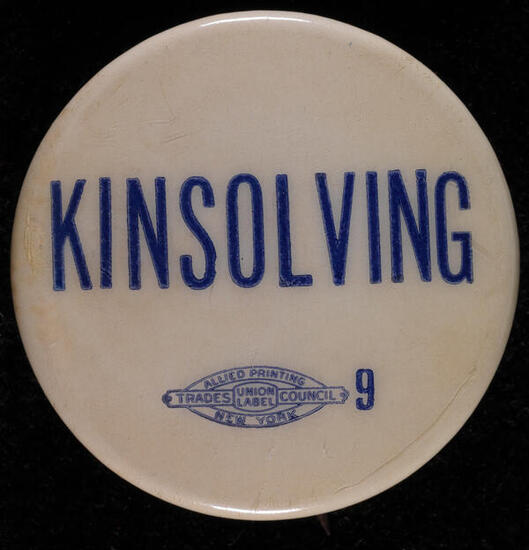 KINSOLVING
ALLIED PRINTING
TRADES UNION LABEL COUNCIL 9
NEW YORK